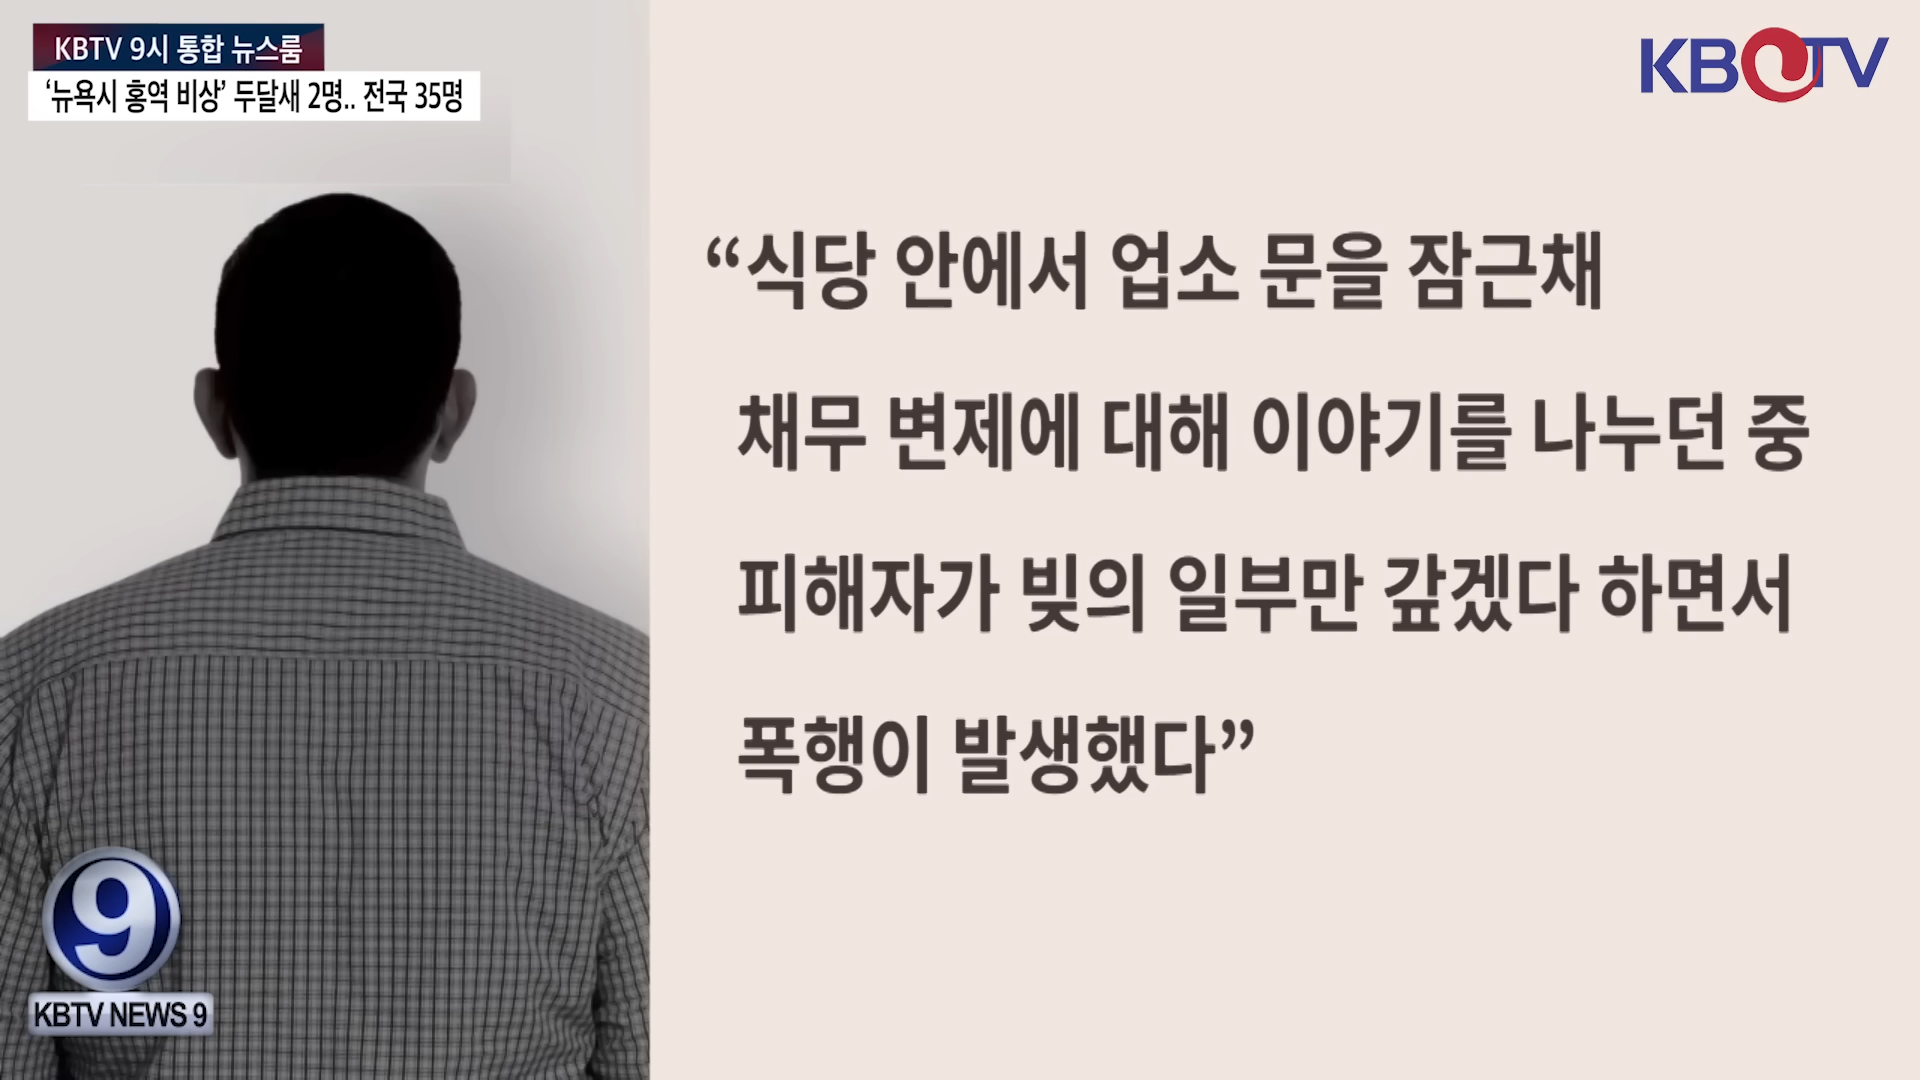 KBTV 9시 통합 뉴스룸
‘뉴욕시 홍역 비상’ 두달새 2명.. 전국 35명
KBTV
“식당 안에서 업소 문을 잠근채
채무 변제에 대해 이야기를 나누던 중
피해자가 빚의 일부만 갚겠다 하면서
폭행이 발생했다”
9
KBTV NEWS 9